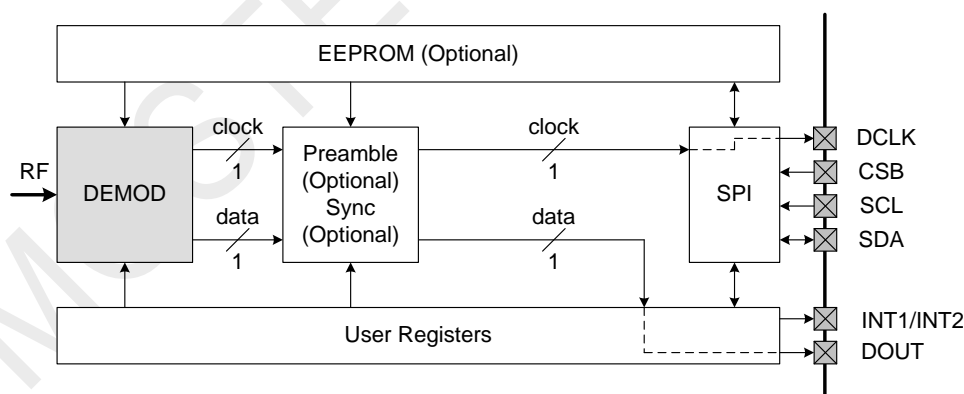 EEPROM (Optional)
clock
clock
DCLK
1
1
Preamble
(Optional)
Sync
(Optional)
RF
DEMOD
SPI
CSB
SCL
data
data
SDA
1
1
User Registers
INT1/INT2
DOUT